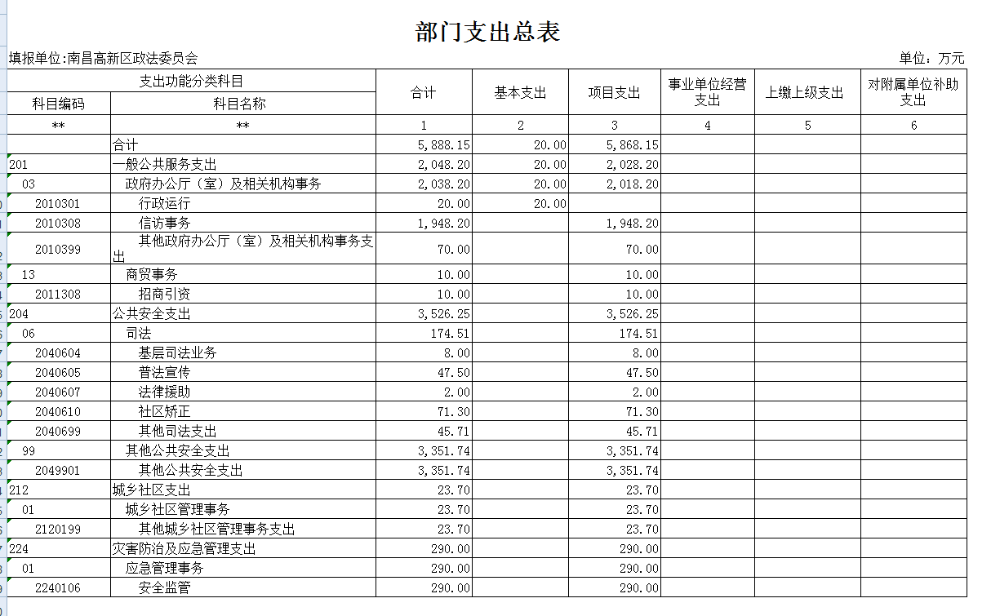 部门支出总表
填报单位:南昌高新区政法委员会 单位：万元
支出功能分类科目 合计 基本支出 项目支出 事业单位经营支出 上缴上级支出 对附属单位补助支出
科目编码 科目名称
** ** 1 2 3 4 5 6
合计 5,888.15 20.00 5,868.15
201 一般公共服务支出 2,048.20 20.00 2,028.20
03 政府办公厅（室）及相关机构事务 2,038.20 20.00 2,018.20
2010301 行政运行 20.00 20.00
2010308 信访事务 1,948.20 1,948.20
2010399 其他政府办公厅（室）及相关机构事务支出 70.00 70.00
13 商贸事务 10.00 10.00
2011308 招商引资 10.00 10.00
204 公共安全支出 3,526.25 3,526.25
06 司法 174.51 174.51
2040604 基层司法业务 8.00 8.00
2040605 普法宣传 47.50 47.50
2040607 法律援助 2.00 2.00
2040610 社区矫正 71.30 71.30
2040699 其他司法支出 45.71 45.71
99 其他公共安全支出 3,351.74 3,351.74
2049901 其他公共安全支出 3,351.74 3,351.74
212 城乡社区支出 23.70 23.70
01 城乡社区管理事务 23.70 23.70
2120199 其他城乡社区管理事务支出 23.70 23.70
224 灾害防治及应急管理支出 290.00 290.00
01 应急管理事务 290.00 290.00
2240106 安全监管 290.00 290.00